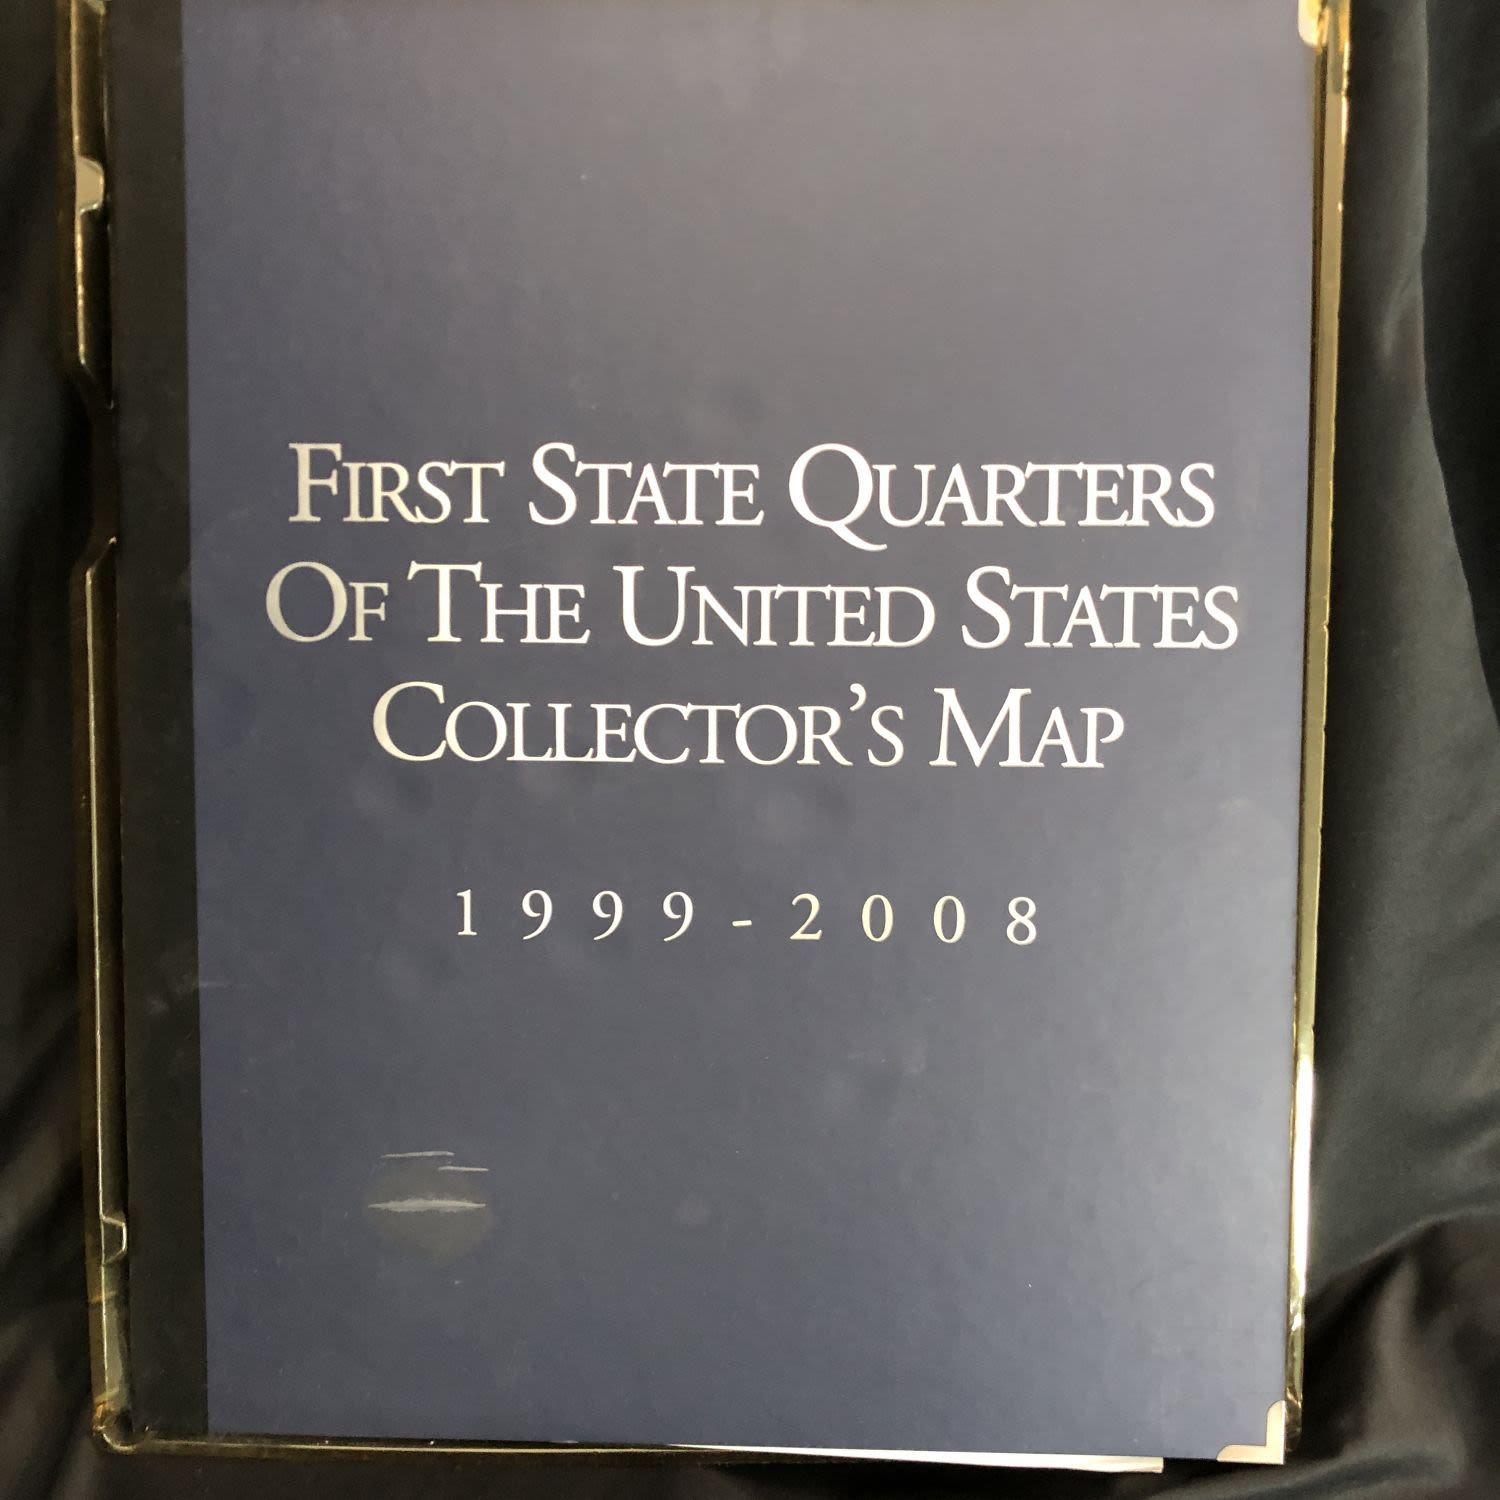 First State Quarters
Of The United States
Collector's Map
1999-2008